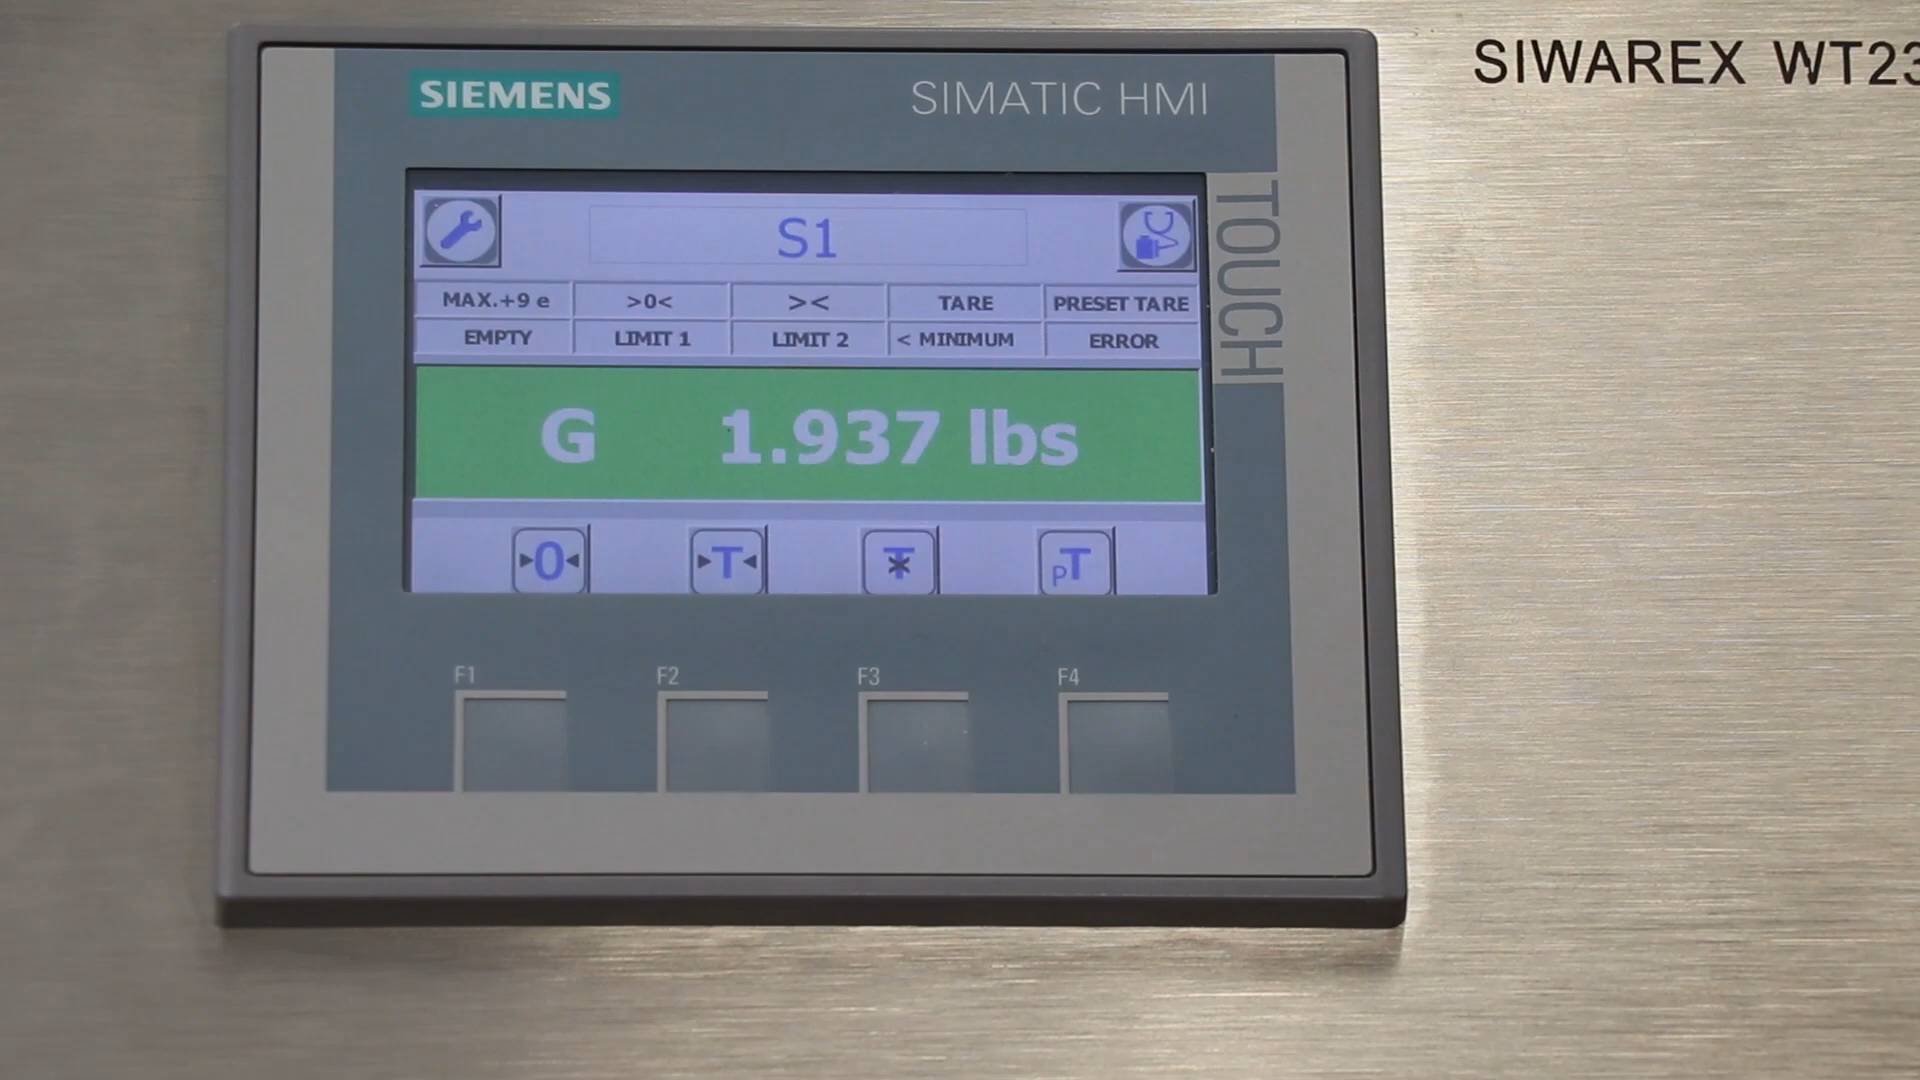 SIEMENS
SIMATIC HMI
SIWAREX WT23
TOUCH
S1
MAX.+9 e
>0<
><
TARE
PRESET TARE
EMPTY
LIMIT 1
LIMIT 2
< MINIMUM
ERROR
G 1.937 lbs
0
T
T
pT
F1
F2
F3
F4